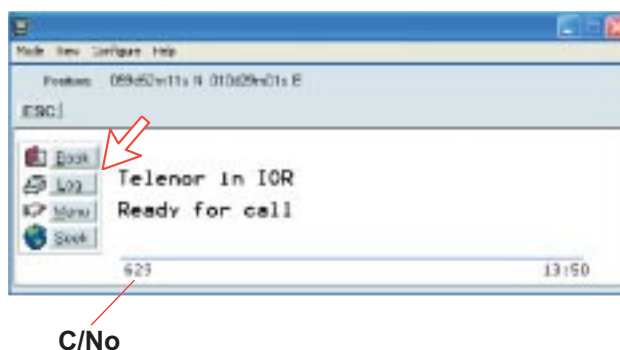 Mode View Configure Help
Position: 059d52m11s N 010d29m01s E
ESC
Book
Log
Menu
Seek
Telenor in IOR
Ready for call
629 13:50
C/No